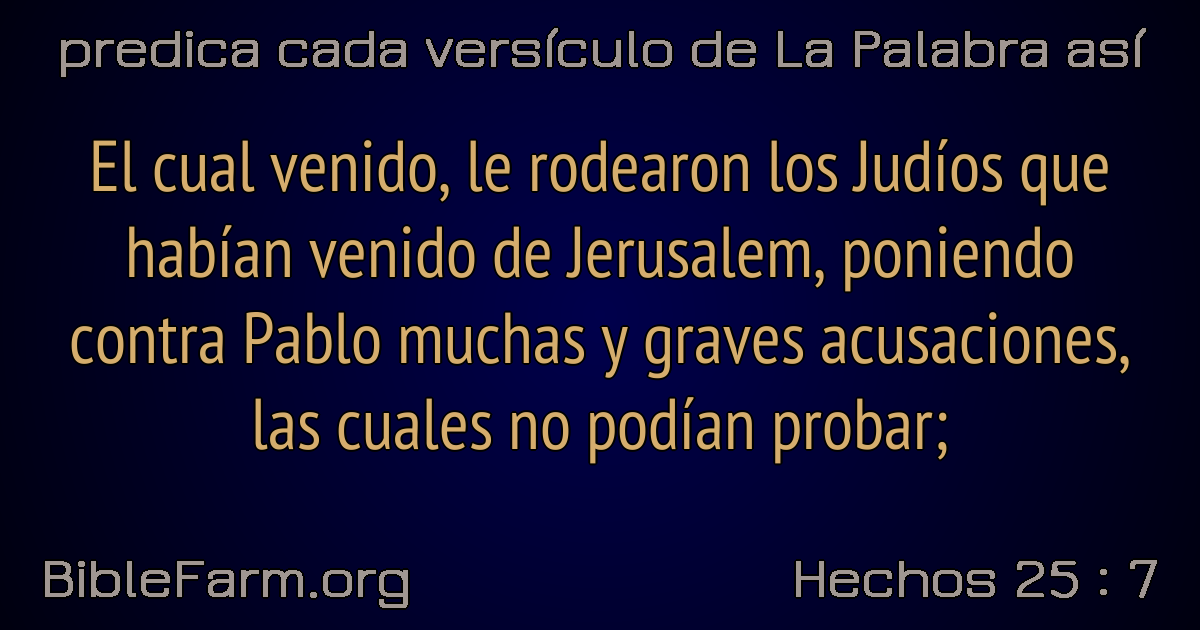 predica cada versículo de La Palabra así
El cual venido, le rodearon los Judíos que
habían venido de Jerusalem, poniendo
contra Pablo muchas y graves acusaciones,
las cuales no podían probar;
BibleFarm.org
Hechos 25 : 7